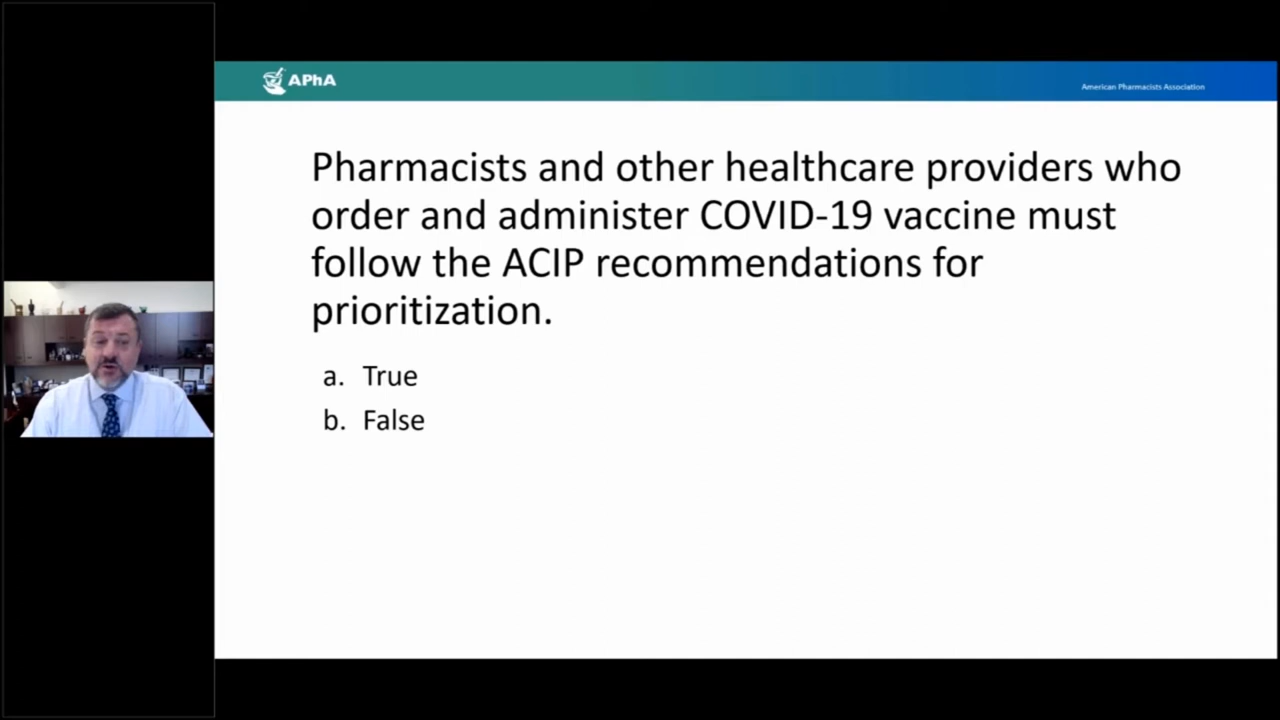 APhA
American Pharmacists Association
Pharmacists and other healthcare providers who
order and administer COVID-19 vaccine must
follow the ACIP recommendations for
prioritization.
a. True
b. False